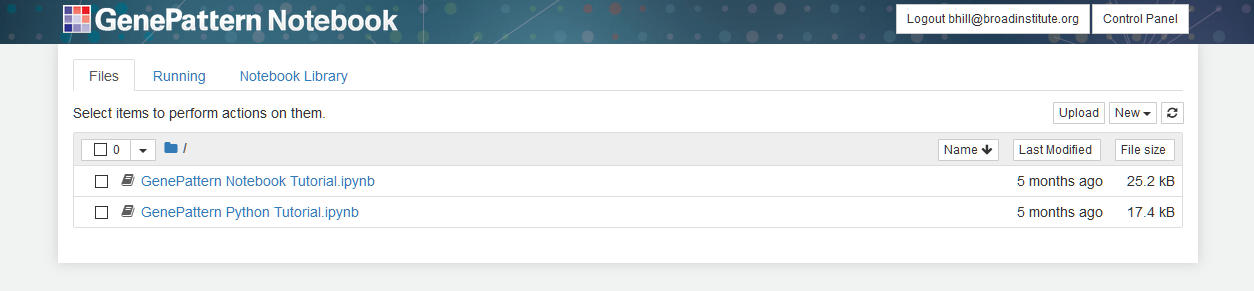 GenePattern Notebook
Logout bhill@broadinstitute.org Control Panel
Files Running Notebook Library
Select items to perform actions on them. Upload New
0 / Name Last Modified File size
GenePattern Notebook Tutorial.ipynb 5 months ago 25.2 kB
GenePattern Python Tutorial.ipynb 5 months ago 17.4 kB